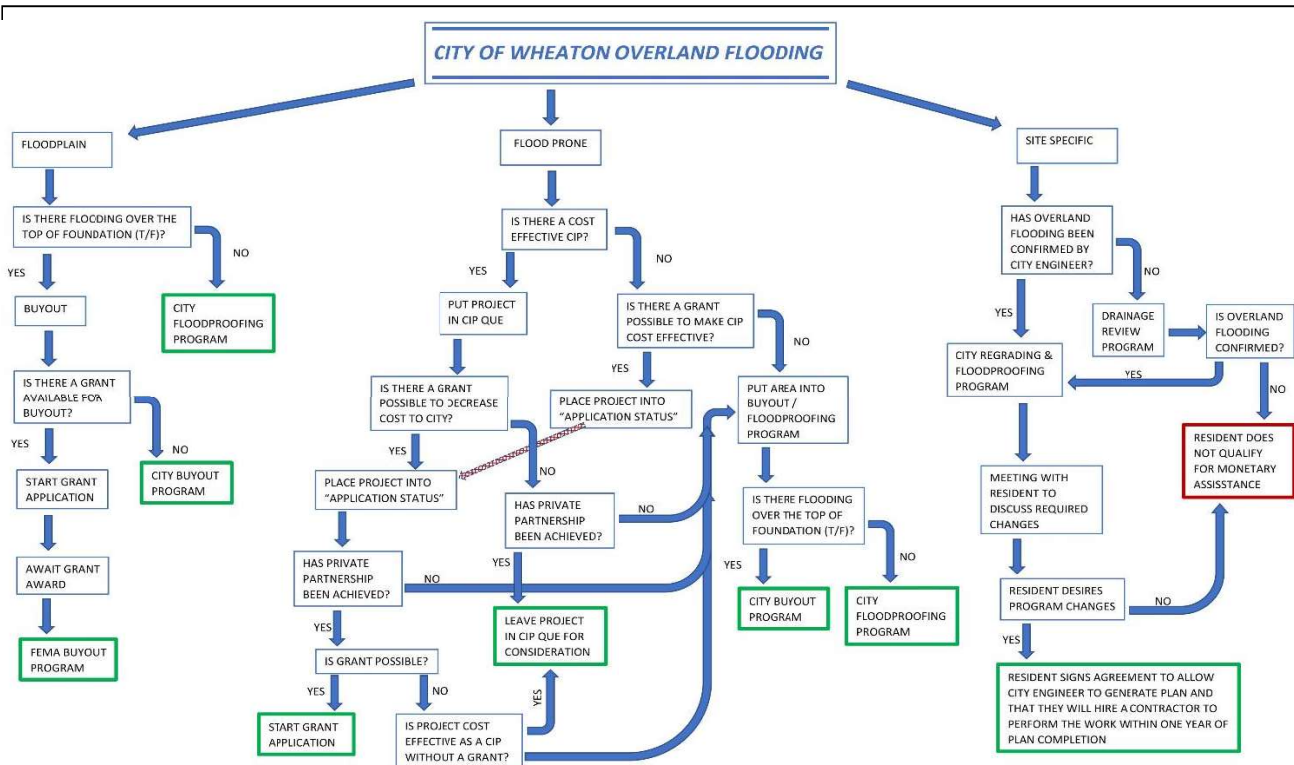 CITY OF WHEATON OVERLAND FLOODING
FLOODPLAIN
IS THERE FLOODING OVER THE
TOP OF FOUNDATION (T/F)?
NO
YES
BUYOUT
CITY
FLOODPROOFING
PROGRAM
IS THERE A GRANT
AVAILABLE FOR
BUYOUT?
YES
NO
START GRANT
APPLICATION
CITY BUYOUT
PROGRAM
AWAIT GRANT
AWARD
FEMA BUYOUT
PROGRAM
FLOOD PRONE
IS THERE A COST
EFFECTIVE CIP?
YES
NO
PUT PROJECT
IN CIP QUE
IS THERE A GRANT
POSSIBLE TO MAKE CIP
COST EFFECTIVE?
YES
NO
IS THERE A GRANT
POSSIBLE TO DECREASE
COST TO CITY?
PLACE PROJECT INTO
"APPLICATION STATUS"
PUT AREA INTO
BUYOUT /
FLOODPROOFING
PROGRAM
YES
NO
PLACE PROJECT INTO
"APPLICATION STATUS"
HAS PRIVATE
PARTNERSHIP
BEEN ACHIEVED?
NO
IS THERE FLOODING
OVER THE TOP OF
FOUNDATION (T/F)?
HAS PRIVATE
PARTNERSHIP
BEEN ACHIEVED?
NO
YES
YES
NO
CITY BUYOUT
PROGRAM
CITY
FLOODPROOFING
PROGRAM
YES
LEAVE PROJECT
IN CIP QUE FOR
CONSIDERATION
IS GRANT POSSIBLE?
YES
NO
YES
START GRANT
APPLICATION
IS PROJECT COST
EFFECTIVE AS A CIP
WITHOUT A GRANT?
SITE SPECIFIC
HAS OVERLAND
FLOODING BEEN
CONFIRMED BY
CITY ENGINEER?
NO
YES
DRAINAGE
REVIEW
PROGRAM
IS OVERLAND
FLOODING
CONFIRMED?
CITY REGRADING &
FLOODPROOFING
PROGRAM
YES
NO
RESIDENT DOES
NOT QUALIFY
FOR MONETARY
ASSISSTANCE
MEETING WITH
RESIDENT TO
DISCUSS REQUIRED
CHANGES
RESIDENT DESIRES
PROGRAM CHANGES
NO
YES
RESIDENT SIGNS AGREEMENT TO ALLOW
CITY ENGINEER TO GENERATE PLAN AND
THAT THEY WILL HIRE A CONTRACTOR TO
PERFORM THE WORK WITHIN ONE YEAR OF
PLAN COMPLETION